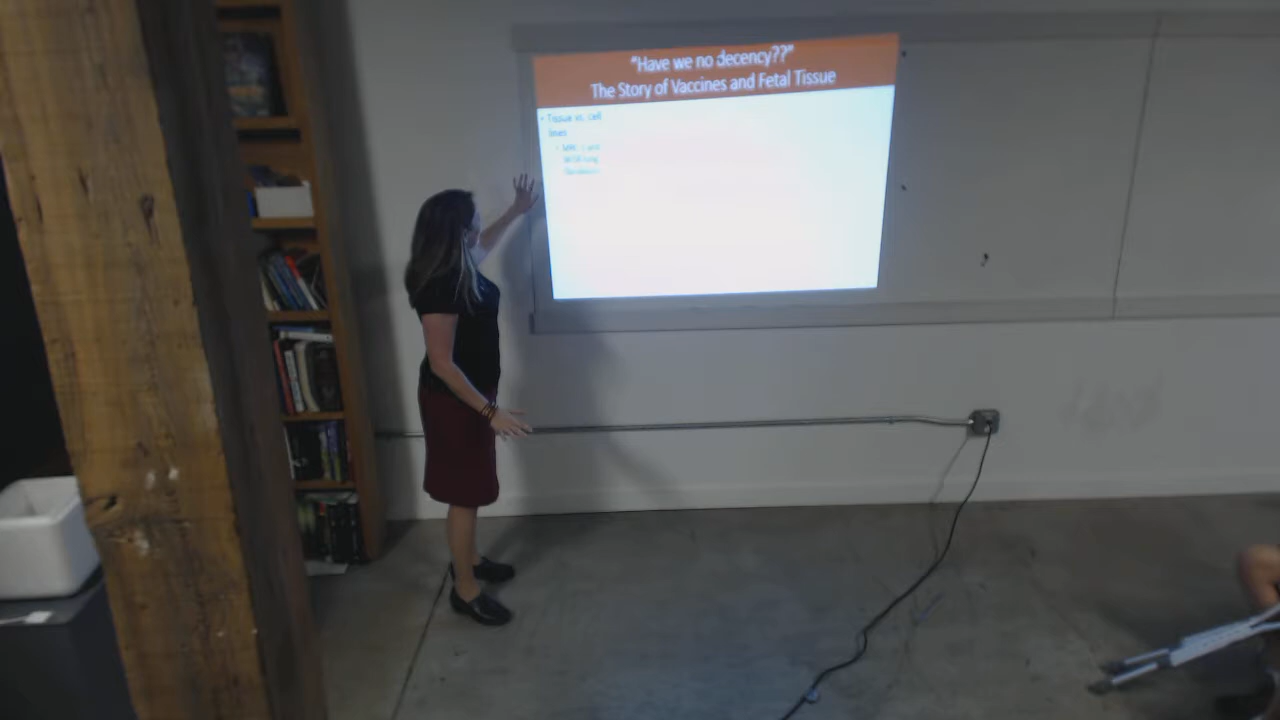 “Have we no decency??”
The Story of Vaccines and Fetal Tissue
• Tissue vs. cell
lines